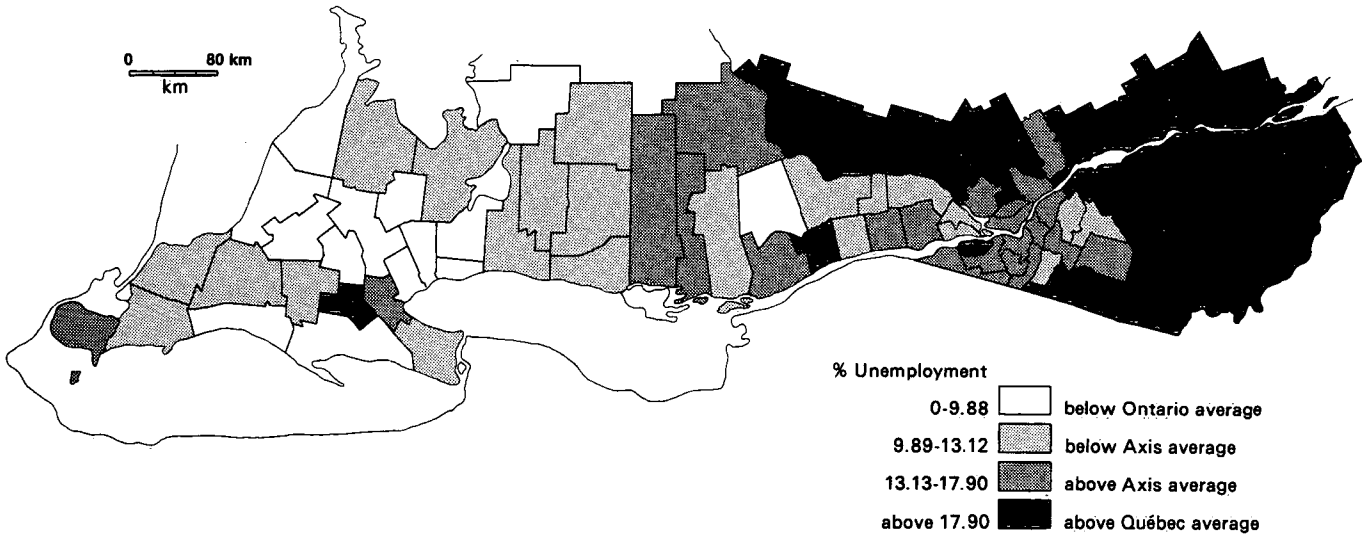 0 80 km
km
% Unemployment
0-9.88 below Ontario average
9.89-13.12 below Axis average
13.13-17.90 above Axis average
above 17.90 above Québec average